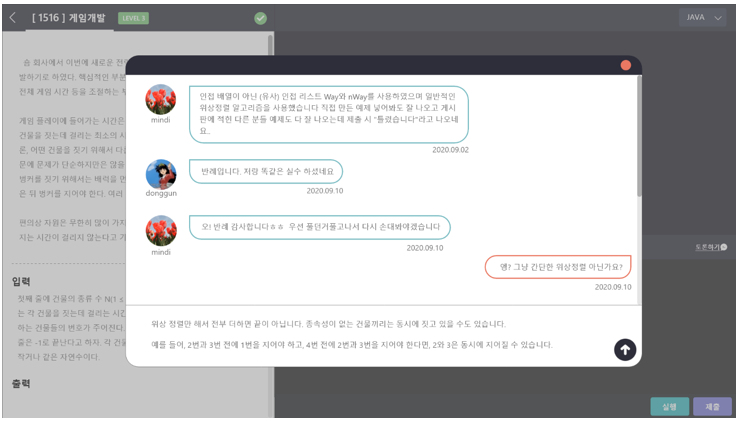 [ 1516 ] 게임개발
LEVEL 3
JAVA
숌 회사에서 이번에 새로운 전
발하기로 하였다. 핵심적인 부분
전체 게임 시간 등을 조절하는
게임 플레이에 들어가는 시간은
건물을 짓는데 걸리는 최소의 시
론, 어떤 건물을 짓기 위해서 다른
문에 문제가 단순하지만은 않을
벙커를 짓기 위해서는 배럭을 먼
은 뒤 벙커를 지어야 한다. 여러
편의상 자원은 무한히 많이 가지
지는 시간이 걸리지 않는다고 가
입력
첫째 줄에 건물의 종류 수 N(1 ≤
는 각 건물을 짓는데 걸리는 시간
하는 건물들의 번호가 주어진다.
줄은 -1로 끝난다고 하자. 각 건물
작거나 같은 자연수이다.
출력
인접 배열이 아닌 (유사) 인접 리스트 Way와 nWay를 사용하였으며 일반적인
위상정렬 알고리즘을 사용했습니다 직접 만든 예제 넣어봐도 잘 나오고 게시
판에 적힌 다른 분들 예제도 다 잘 나오는데 제출 시 "틀렸습니다"라고 나오네
요..
mindi
2020.09.02
반례입니다. 저랑 똑같은 실수 하셨네요
donggun
2020.09.10
오! 반례 감사합니다ㅎㅎ 우선 풀던거풀고나서 다시 손대봐야겠습니다
mindi
2020.09.10
엥? 그냥 간단한 위상정렬 아닌가요?
2020.09.10
토론하기
위상 정렬만 해서 전부 더하면 끝이 아닙니다. 종속성이 없는 건물끼리는 동시에 짓고 있을 수도 있습니다.
예를 들어, 2번과 3번 전에 1번을 지어야 하고, 4번 전에 2번과 3번을 지어야 한다면, 2와 3은 동시에 지어질 수 있습니다.
실행
제출